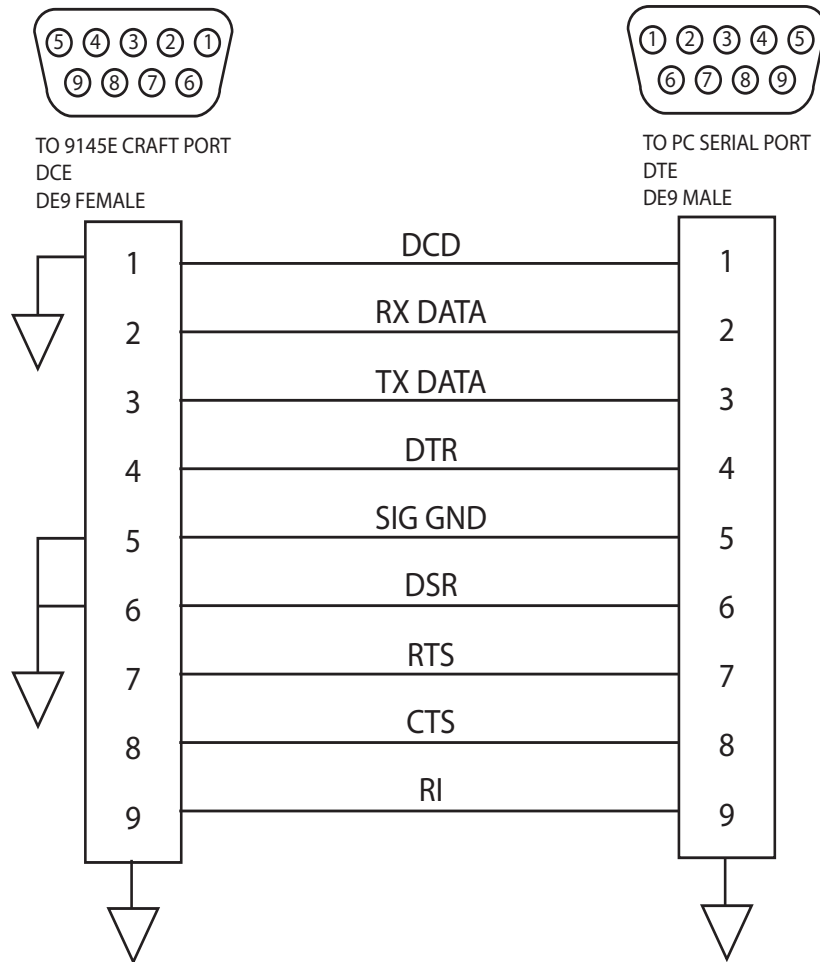 5 4 3 2 1
9 8 7 6
1 2 3 4 5
6 7 8 9
TO 9145E CRAFT PORT
DCE
DE9 FEMALE
TO PC SERIAL PORT
DTE
DE9 MALE
1 DCD 1
2 RX DATA 2
3 TX DATA 3
4 DTR 4
5 SIG GND 5
6 DSR 6
7 RTS 7
8 CTS 8
9 RI 9